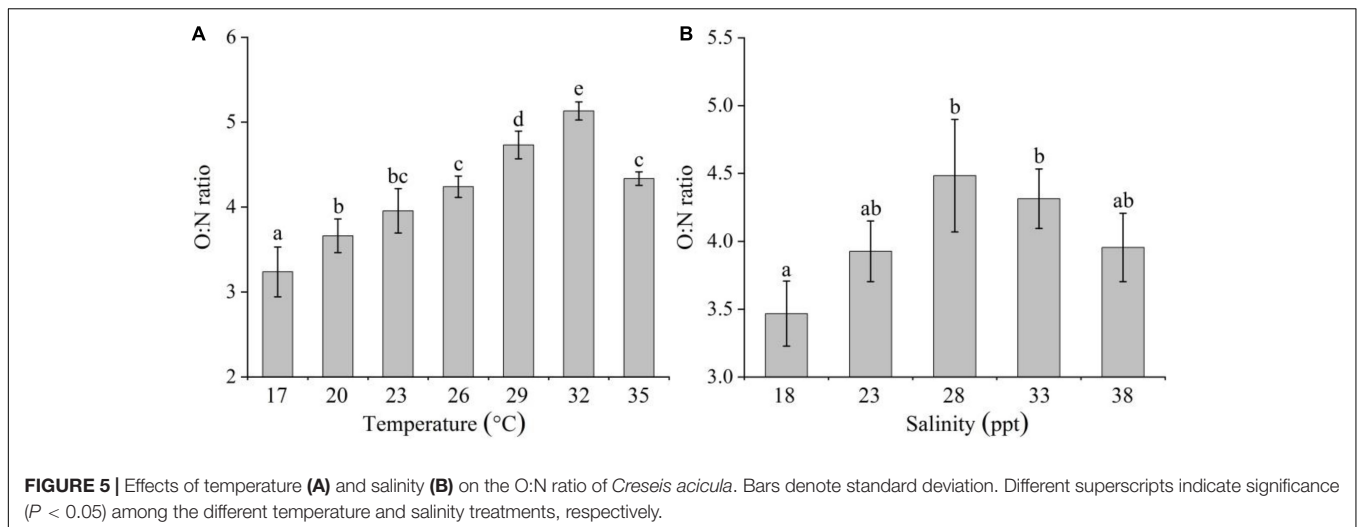 A
6
5
4
3
2
O:N ratio
a
b
bc
c
d
e
c
17 20 23 26 29 32 35
Temperature (°C)
B
5.5
5.0
4.5
4.0
3.5
3.0
O:N ratio
a
ab
b
b
ab
18 23 28 33 38
Salinity (ppt)
FIGURE 5 | Effects of temperature (A) and salinity (B) on the O:N ratio of Creseis acicula. Bars denote standard deviation. Different superscripts indicate significance
(P < 0.05) among the different temperature and salinity treatments, respectively.